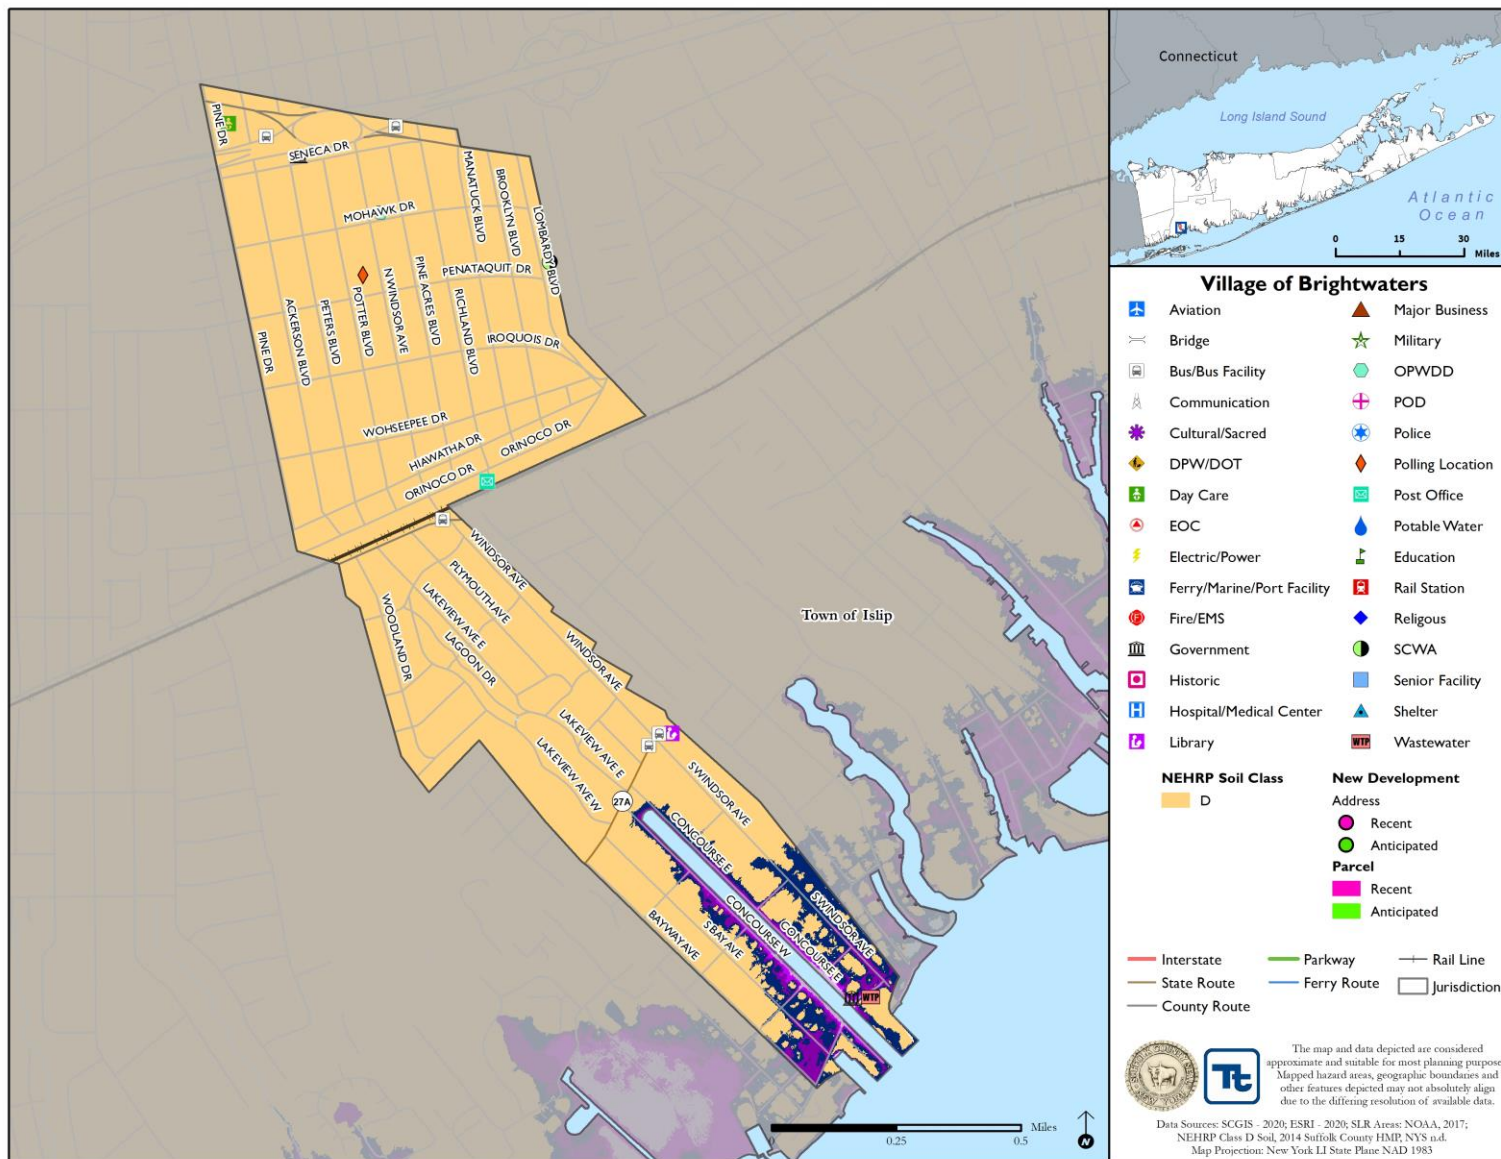 PINE DR
SENECA DR
MANATUCK BLVD
BROOKLYN BLVD
LOMBARDY BLVD
MOHAWK DR
PENATAQUIT DR
PINE DR
ACKERSON BLVD
PETERS BLVD
POTTER BLVD
N WINDSOR AVE
PINE ACRES BLVD
RICHLAND BLVD
IROQUOIS DR
WOHSEEPEE DR
HIAWATHA DR
ORINOCO DR
ORINOCO DR
WINDSOR AVE
PLYMOUTH AVE
LAKEVIEW AVE E
LAGOON DR
WOODLAND DR
WINDSOR AVE
Town of Islip
LAKEVIEW AVE E
LAKEVIEW AVE W
S WINDSOR AVE
27A
CONCOURSE E
CONCOURSE W
CONCOURSE E
S WINDSOR AVE
S BAY AVE
BAYWAY AVE
WTP
0.25
0.5
Miles
N
Connecticut
Long Island Sound
Atlantic
Ocean
0
15
30
Miles
Village of Brightwaters
Aviation
Bridge
Bus/Bus Facility
Communication
Cultural/Sacred
DPW/DOT
Day Care
EOC
Electric/Power
Ferry/Marine/Port Facility
Fire/EMS
Government
Historic
H Hospital/Medical Center
Library
Major Business
Military
OPWDD
POD
Police
Polling Location
Post Office
Potable Water
Education
Rail Station
Religous
SCWA
Senior Facility
Shelter
WTP Wastewater
NEHRP Soil Class
D
New Development
Address
Recent
Anticipated
Parcel
Recent
Anticipated
Interstate
State Route
County Route
Parkway
Ferry Route
Rail Line
Jurisdiction
Tt
The map and data depicted are considered
approximate and suitable for most planning purpose
Mapped hazard areas, geographic boundaries and
other features depicted may not absolutely align
due to the differing resolution of available data.
Data Sources: SCGIS - 2020; ESRI - 2020; SLR Areas: NOAA, 2017;
NEHRP Class D Soil, 2014 Suffolk County HMP, NYS n.d.
Map Projection: New York LI State Plane NAD 1983